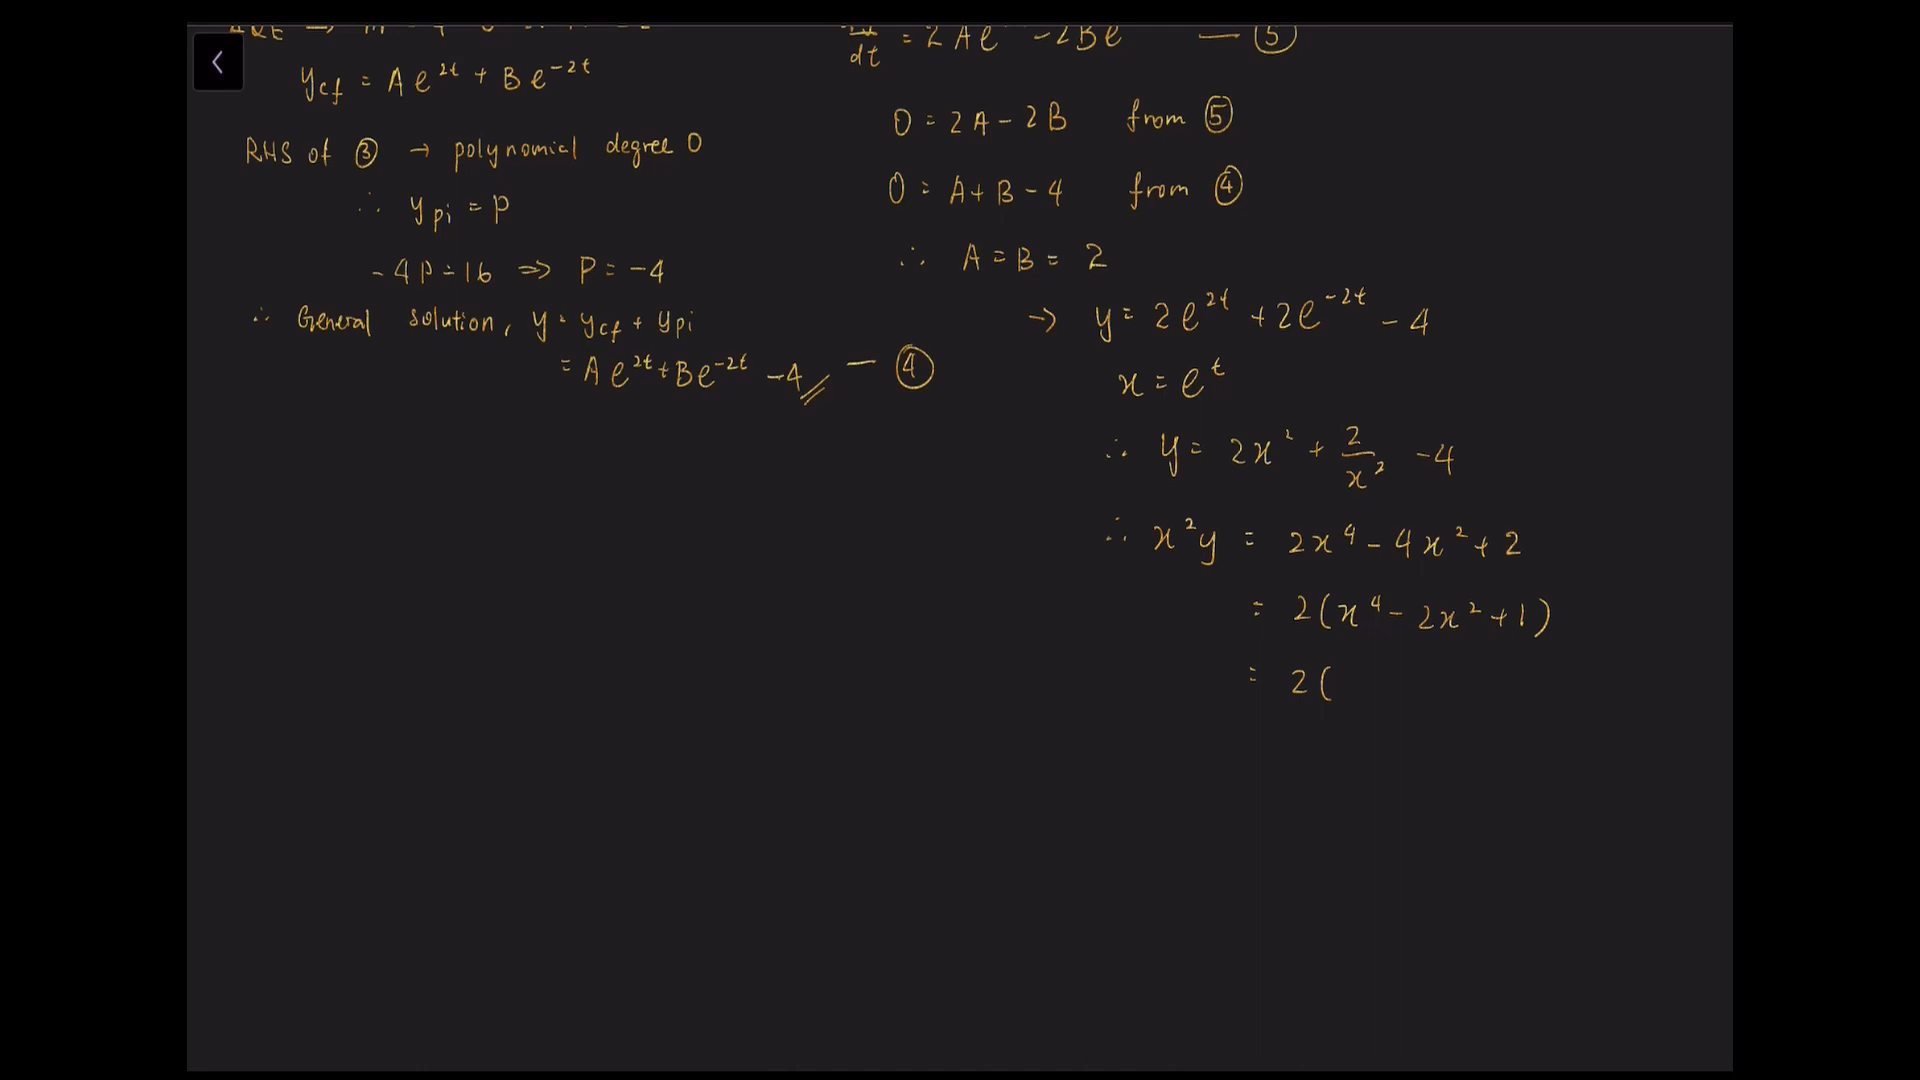 y_cf = A e^{2t} + B e^{-2t}
RHS of ③ → polynomial degree 0
∴ y_pi = P
-4P = 16 ⇒ P = -4
∴ General solution, y = y_cf + y_pi
= A e^{2t} + B e^{-2t} - 4 — ④
dt = 2Ae - 2Be — ⑤
0 = 2A - 2B from ⑤
0 = A + B - 4 from ④
∴ A = B = 2
→ y = 2e^{2t} + 2e^{-2t} - 4
x = e^t
∴ y = 2x² + 2/x² - 4
∴ x²y = 2x⁴ - 4x² + 2
= 2(x⁴ - 2x² + 1)
= 2(